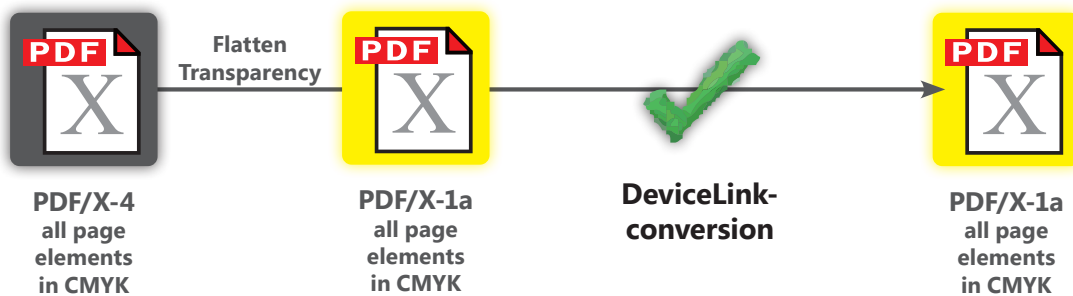 PDF
X
PDF/X-4
all page
elements
in CMYK
Flatten
Transparency
PDF
X
PDF/X-1a
all page
elements
in CMYK
DeviceLink-
conversion
PDF
X
PDF/X-1a
all page
elements
in CMYK